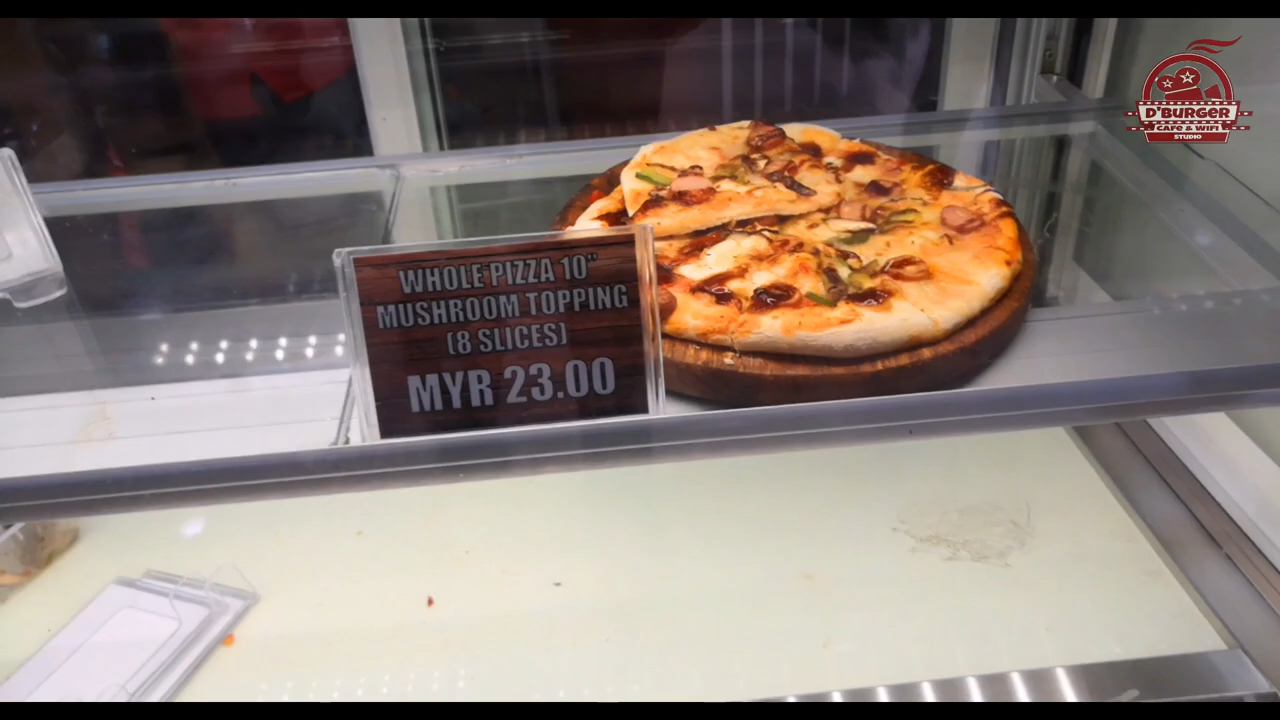 WHOLE PIZZA 10"
MUSHROOM TOPPING
(8 SLICES)
MYR 23.00
D'BURGER
CAFE & WIFI
STUDIO